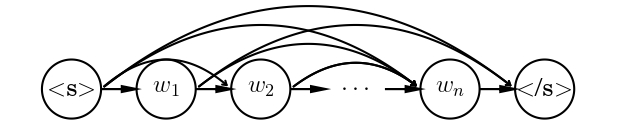 <s> w₁ w₂ ⋯ wₙ </s>